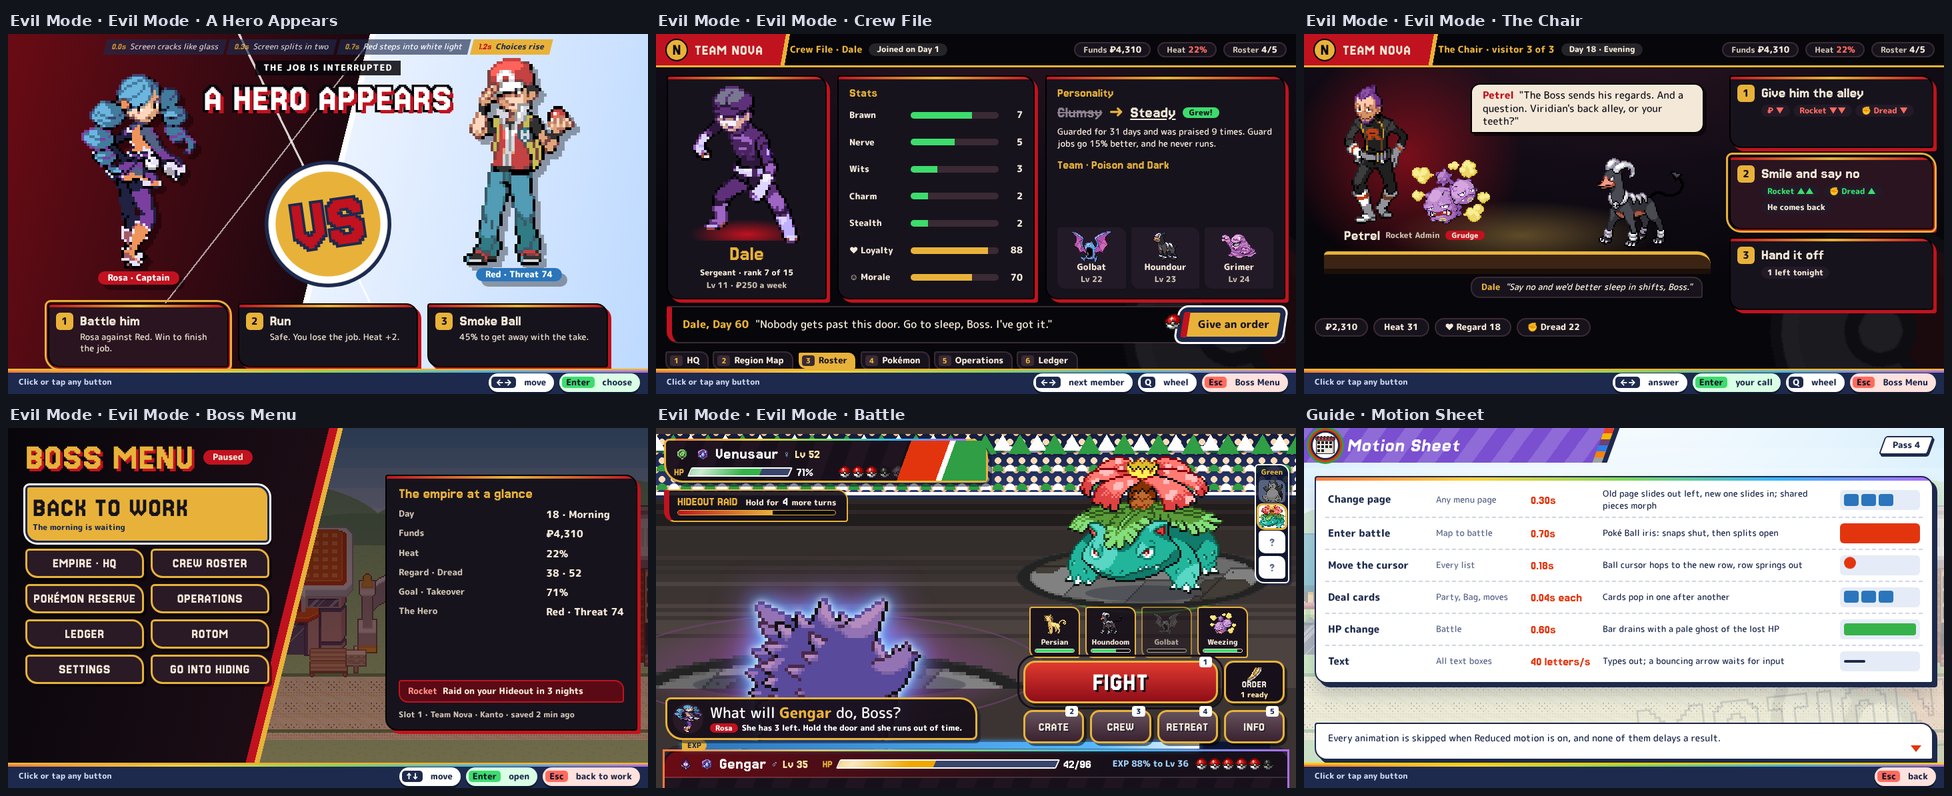 Evil Mode · Evil Mode · A Hero Appears
0.0s Screen cracks like glass
0.3s Screen splits in two
0.7s Red steps into white light
1.2s Choices rise
THE JOB IS INTERRUPTED
A HERO APPEARS
VS
Rosa · Captain
Red · Threat 74
1 Battle him
Rosa against Red. Win to finish
the job.
2 Run
Safe. You lose the job. Heat +2.
3 Smoke Ball
45% to get away with the take.
Click or tap any button
move
Enter choose
Evil Mode · Evil Mode · Crew File
N TEAM NOVA
Crew File · Dale
Joined on Day 1
Funds ₽4,310
Heat 22%
Roster 4/5
Dale
Sergeant · rank 7 of 15
Lv 11 · ₽250 a week
Stats
Brawn 7
Nerve 5
Wits 3
Charm 2
Stealth 2
Loyalty 88
Morale 70
Personality
Clumsy → Steady Grew!
Guarded for 31 days and was praised 9 times. Guard
jobs go 15% better, and he never runs.
Team · Poison and Dark
Golbat
Lv 22
Houndour
Lv 23
Grimer
Lv 24
Dale, Day 60 "Nobody gets past this door. Go to sleep, Boss. I've got it."
Give an order
1 HQ
2 Region Map
3 Roster
4 Pokémon
5 Operations
6 Ledger
Click or tap any button
next member
Q wheel
Esc Boss Menu
Evil Mode · Evil Mode · The Chair
N TEAM NOVA
The Chair · visitor 3 of 3
Day 18 · Evening
Funds ₽4,310
Heat 22%
Roster 4/5
Petrel "The Boss sends his regards. And a
question. Viridian's back alley, or your
teeth?"
Petrel Rocket Admin Grudge
Dale "Say no and we'd better sleep in shifts, Boss."
₽2,310
Heat 31
Regard 18
Dread 22
1 Give him the alley
₽ ▼
Rocket ▼▼
Dread ▼
2 Smile and say no
Rocket ▲▲
Dread ▲
He comes back
3 Hand it off
1 left tonight
Click or tap any button
answer
Enter your call
Q wheel
Esc Boss Menu
Evil Mode · Evil Mode · Boss Menu
BOSS MENU
Paused
BACK TO WORK
The morning is waiting
EMPIRE · HQ
CREW ROSTER
POKÉMON RESERVE
OPERATIONS
LEDGER
ROTOM
SETTINGS
GO INTO HIDING
The empire at a glance
Day 18 · Morning
Funds ₽4,310
Heat 22%
Regard · Dread 38 · 52
Goal · Takeover 71%
The Hero Red · Threat 74
Rocket Raid on your Hideout in 3 nights
Slot 1 · Team Nova · Kanto · saved 2 min ago
Click or tap any button
move
Enter open
Esc back to work
Evil Mode · Evil Mode · Battle
Venusaur ♀ Lv 52
HP 71%
HIDEOUT RAID Hold for 4 more turns
Green
?
?
Persian
Houndoom
Golbat
Weezing
FIGHT 1
ORDER
1 ready
What will Gengar do, Boss?
Rosa She has 3 left. Hold the door and she runs out of time.
CRATE 2
CREW 3
RETREAT 4
INFO 5
EXP
Gengar ♂ Lv 35
HP 42/96
EXP 88% to Lv 36
Guide · Motion Sheet
Motion Sheet
Pass 4
Change page Any menu page 0.30s Old page slides out left, new one slides in; shared
pieces morph
Enter battle Map to battle 0.70s Poké Ball iris: snaps shut, then splits open
Move the cursor Every list 0.18s Ball cursor hops to the new row, row springs out
Deal cards Party, Bag, moves 0.04s each Cards pop in one after another
HP change Battle 0.60s Bar drains with a pale ghost of the lost HP
Text All text boxes 40 letters/s Types out; a bouncing arrow waits for input
Every animation is skipped when Reduced motion is on, and none of them delays a result.
Click or tap any button
Esc back